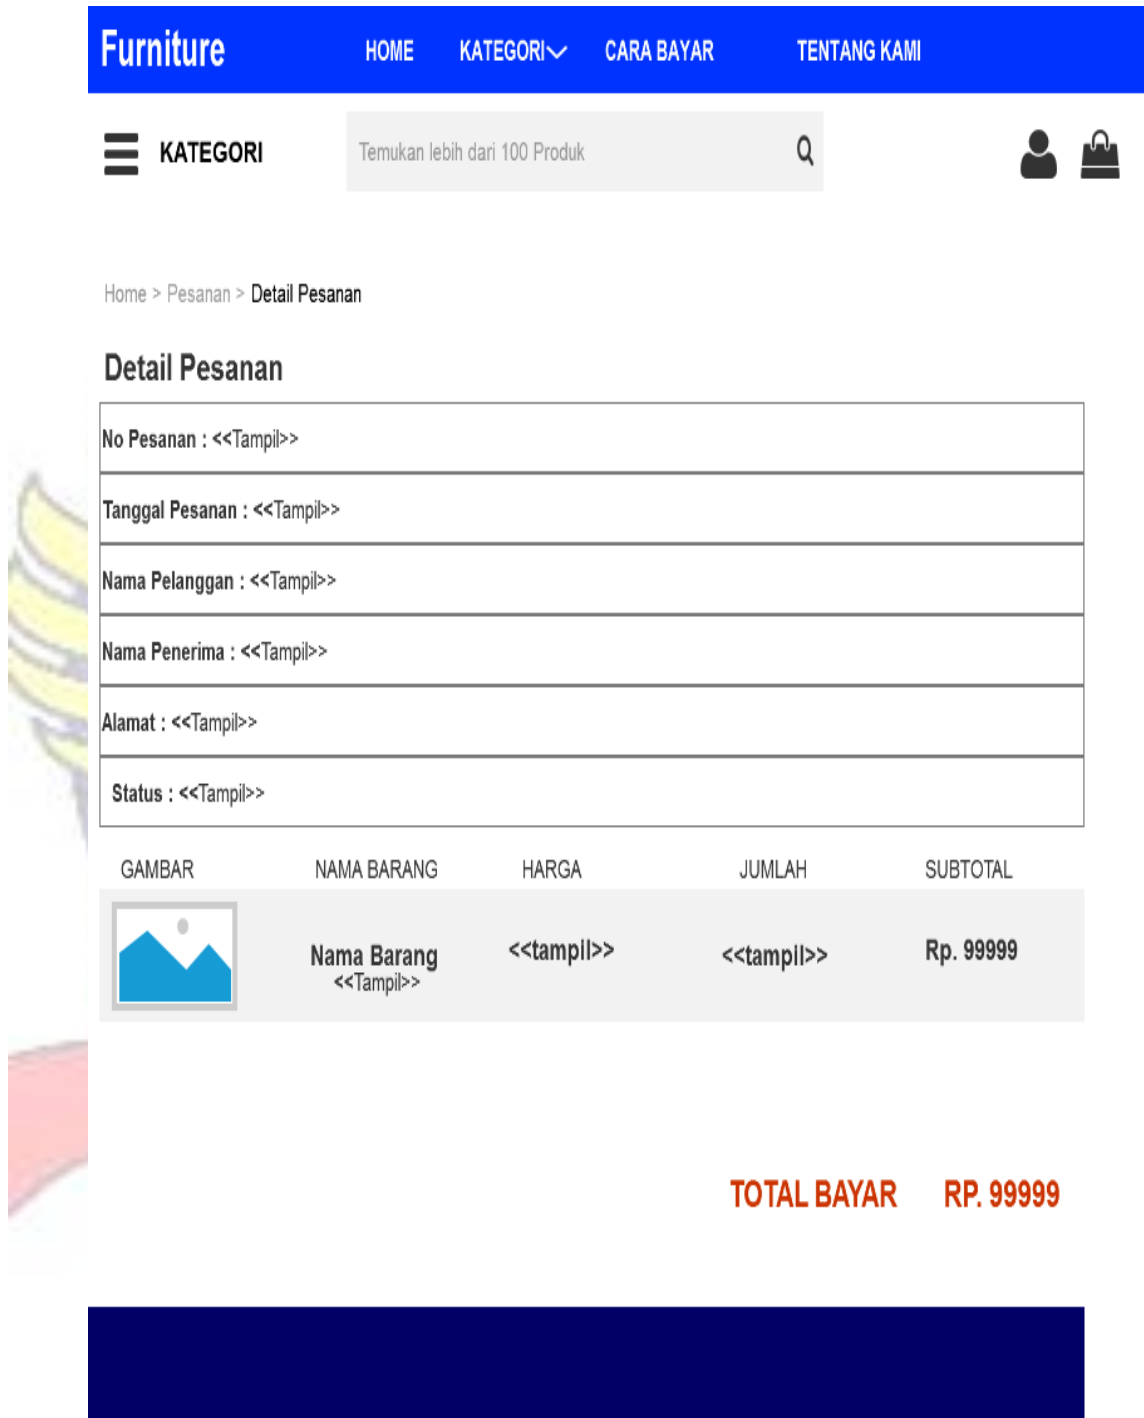 Furniture HOME KATEGORI CARA BAYAR TENTANG KAMI
KATEGORI Temukan lebih dari 100 Produk
Home > Pesanan > Detail Pesanan
Detail Pesanan
No Pesanan : <<Tampil>>
Tanggal Pesanan : <<Tampil>>
Nama Pelanggan : <<Tampil>>
Nama Penerima : <<Tampil>>
Alamat : <<Tampil>>
Status : <<Tampil>>
GAMBAR NAMA BARANG HARGA JUMLAH SUBTOTAL
Nama Barang <<tampil>> <<tampil>> Rp. 99999
<<Tampil>>
TOTAL BAYAR RP. 99999